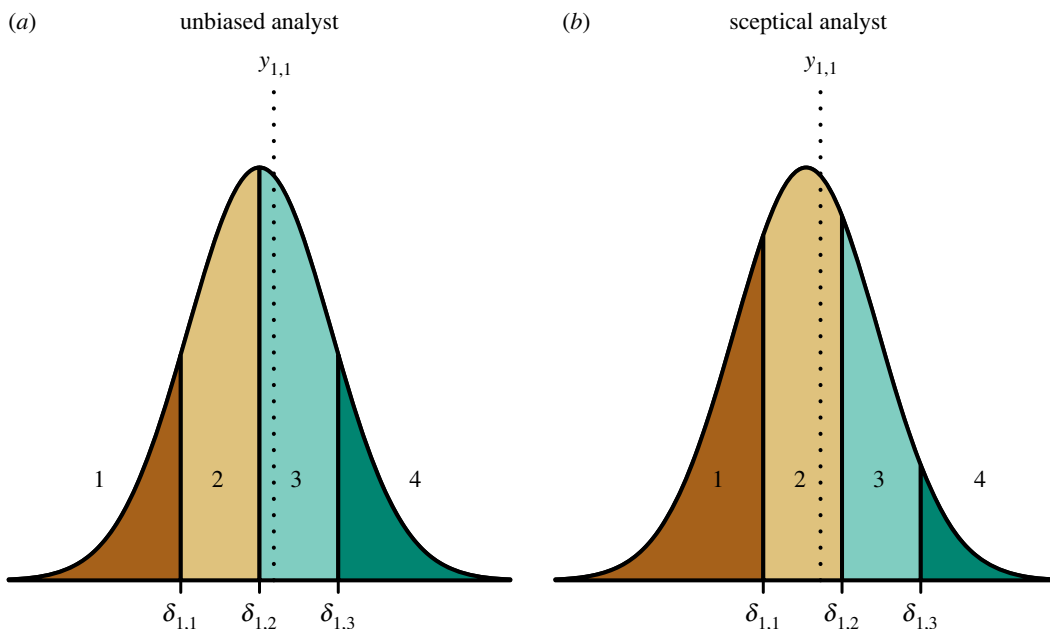 (a) unbiased analyst
y1,1
1 2 3 4
δ1,1 δ1,2 δ1,3
(b) sceptical analyst
y1,1
1 2 3 4
δ1,1 δ1,2 δ1,3